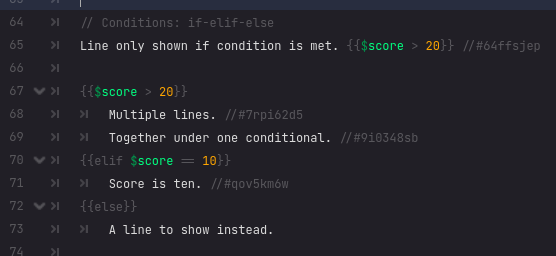 64 // Conditions: if-elif-else
65 Line only shown if condition is met. {{$score > 20}} //#64ffsjep
66
67 {{$score > 20}}
68 Multiple lines. //#7rpi62d5
69 Together under one conditional. //#9i0348sb
70 {{elif $score == 10}}
71 Score is ten. //#qov5km6w
72 {{else}}
73 A line to show instead.
74